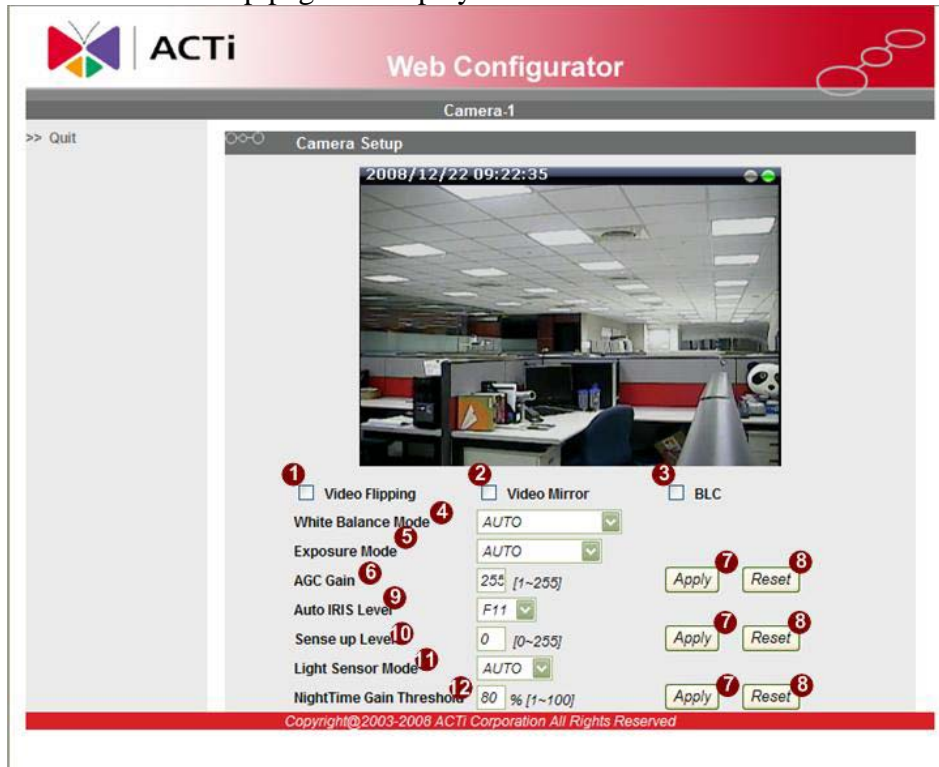 ACTi
Web Configurator
Camera-1
>> Quit
Camera Setup
2008/12/22 09:22:35
1 Video Flipping 2 Video Mirror 3 BLC
White Balance Mode 4 AUTO
Exposure Mode 5 AUTO
AGC Gain 6 255 [1~255] 7 Apply 8 Reset
Auto IRIS Level 9 F11
Sense up Level 10 0 [0~255] 7 Apply 8 Reset
Light Sensor Mode 11 AUTO
NightTime Gain Threshold 12 80 % [1~100] 7 Apply 8 Reset
Copyright@2003-2008 ACTi Corporation All Rights Reserved